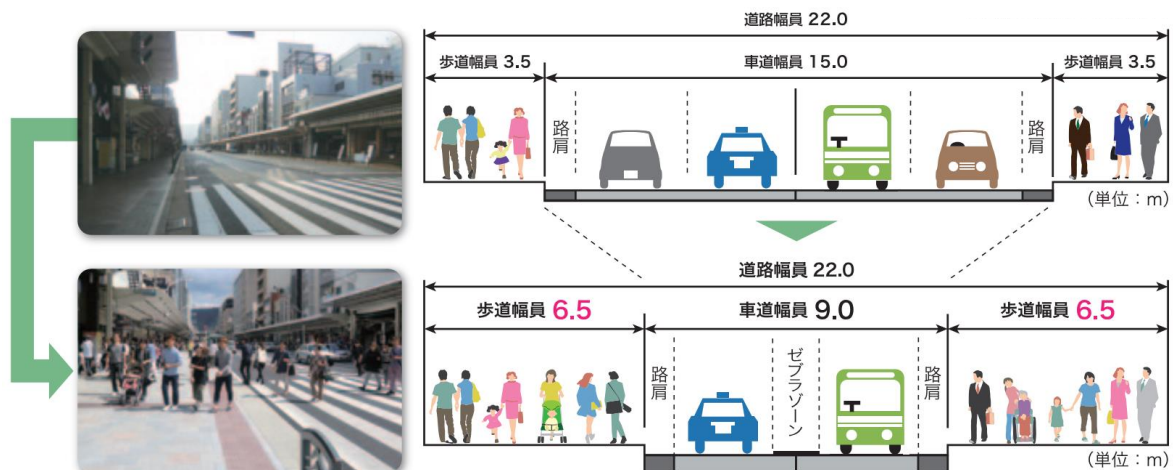 道路幅員 22.0
歩道幅員 3.5
車道幅員 15.0
歩道幅員 3.5
路肩
路肩
(単位:m)
道路幅員 22.0
歩道幅員 6.5
車道幅員 9.0
歩道幅員 6.5
路肩
ゼブラゾーン
路肩
(単位:m)